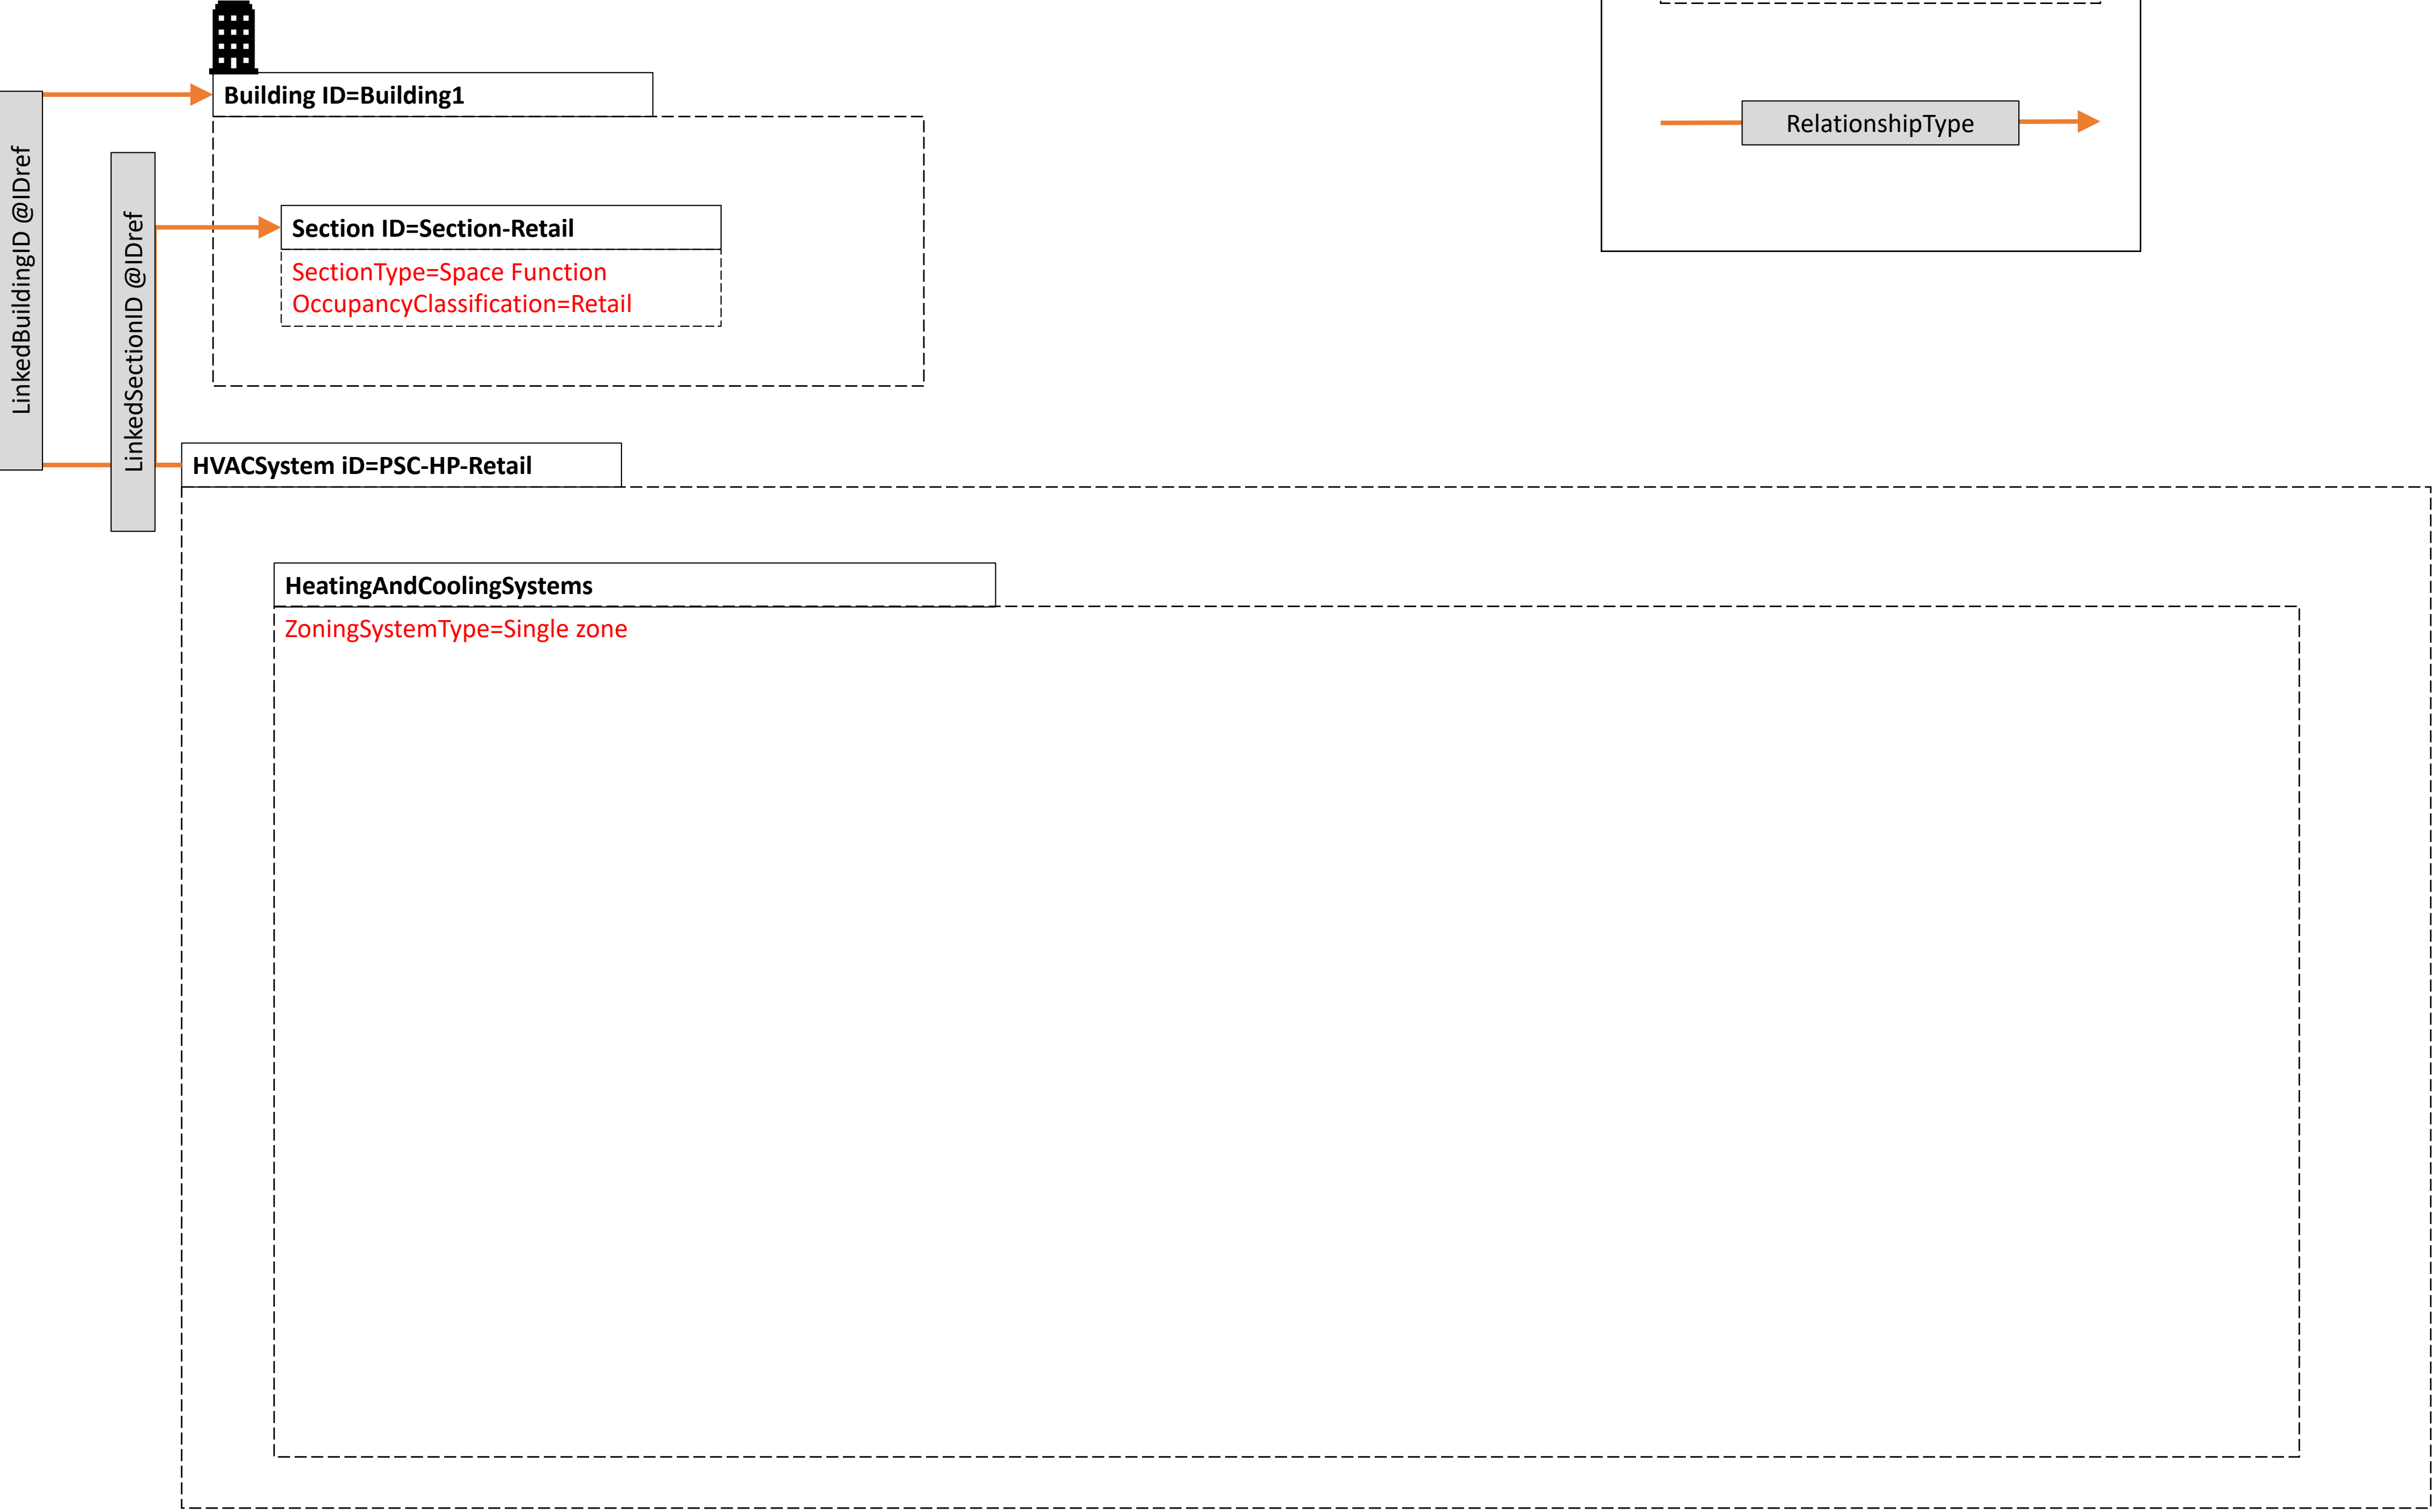 Building ID=Building1
RelationshipType
LinkedBuildingID @IDref
LinkedSectionID @IDref
Section ID=Section-Retail
SectionType=Space Function
OccupancyClassification=Retail
HVACSystem iD=PSC-HP-Retail
HeatingAndCoolingSystems
ZoningSystemType=Single zone